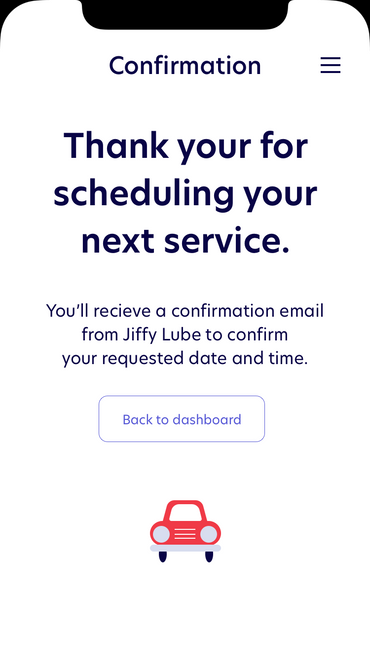 Confirmation
Thank your for
scheduling your
next service.
You'll recieve a confirmation email
from Jiffy Lube to confirm
your requested date and time.
Back to dashboard